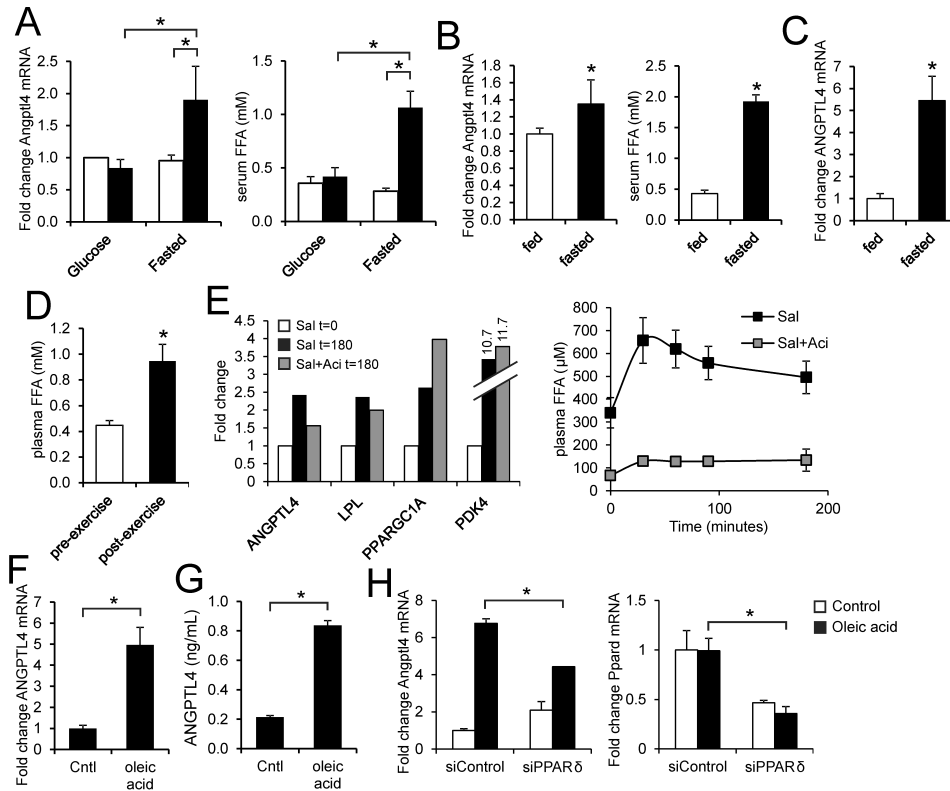 A
Fold change Angptl4 mRNA
2.5
2.0
1.5
1.0
0.5
0.0
Glucose
Fasted
*
*
serum FFA (mM)
1.5
1.0
0.5
0.0
Glucose
Fasted
*
*
B
Fold change Angptl4 mRNA
1.8
1.6
1.4
1.2
1.0
0.8
0.6
0.4
0.2
0.0
fed
fasted
*
serum FFA (mM)
2.5
2.0
1.5
1.0
0.5
0.0
fed
fasted
*
C
Fold change ANGPTL4 mRNA
7
6
5
4
3
2
1
0
fed
fasted
*
D
plasma FFA (mM)
1.2
1.0
0.8
0.6
0.4
0.2
0.0
pre-exercise
post-exercise
*
E
Fold change
4.5
4
3.5
3
2.5
2
1.5
1
0.5
0
Sal t=0
Sal t=180
Sal+Aci t=180
10.7
11.7
ANGPTL4
LPL
PPARGC1A
PDK4
plasma FFA (µM)
800
700
600
500
400
300
200
100
0
0
100
200
Time (minutes)
Sal
Sal+Aci
F
Fold change ANGPTL4 mRNA
7
6
5
4
3
2
1
0
Cntl
oleic
acid
*
G
ANGPTL4 (ng/mL)
1.0
0.8
0.6
0.4
0.2
0.0
Cntl
oleic
acid
*
H
Fold change Angptl4 mRNA
8
6
4
2
0
siControl
siPPARδ
*
Fold change Ppard mRNA
1.5
1
0.5
0
siControl
siPPARδ
*
Control
Oleic acid